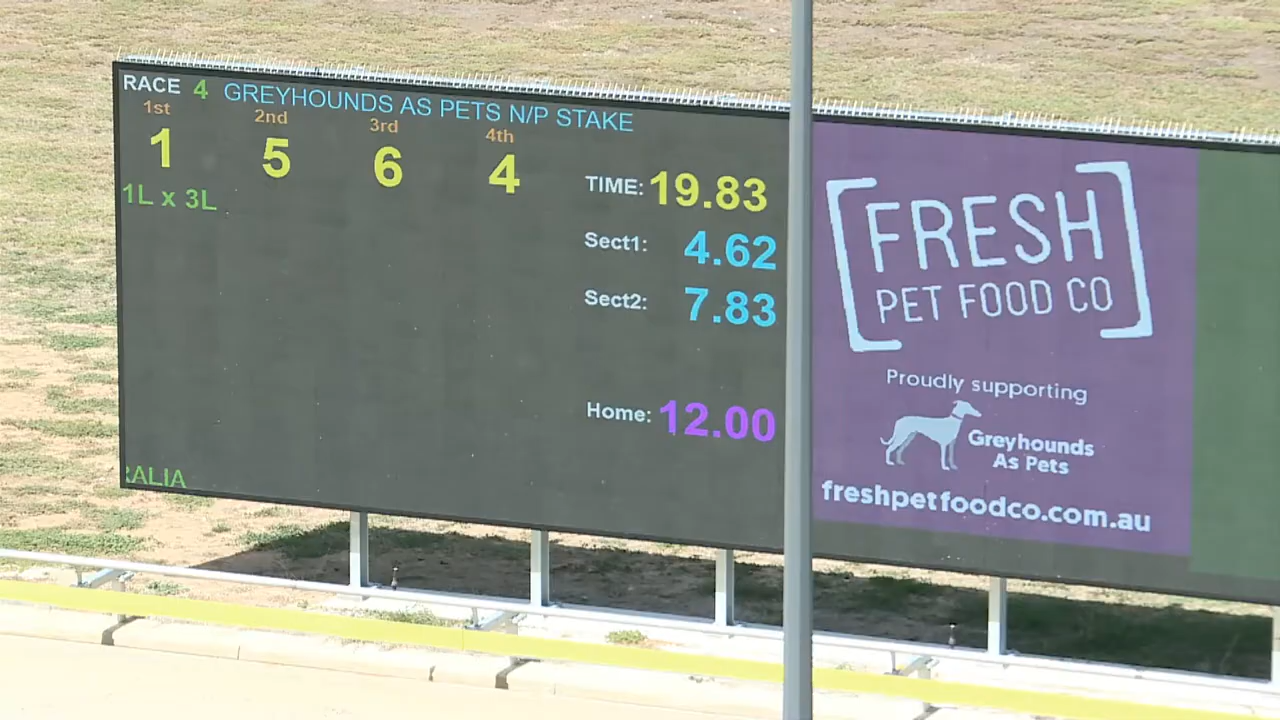 RACE 4 GREYHOUNDS AS PETS N/P STAKE
1st 2nd 3rd 4th
1 5 6 4
1L x 3L
TIME: 19.83
Sect1: 4.62
Sect2: 7.83
Home: 12.00
RALIA
[FRESH
PET FOOD CO]
Proudly supporting
Greyhounds
As Pets
freshpetfoodco.com.au